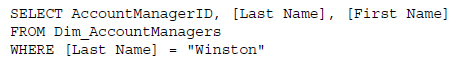 SELECT AccountManagerID, [Last Name], [First Name]
FROM Dim_AccountManagers
WHERE [Last Name] = "Winston"